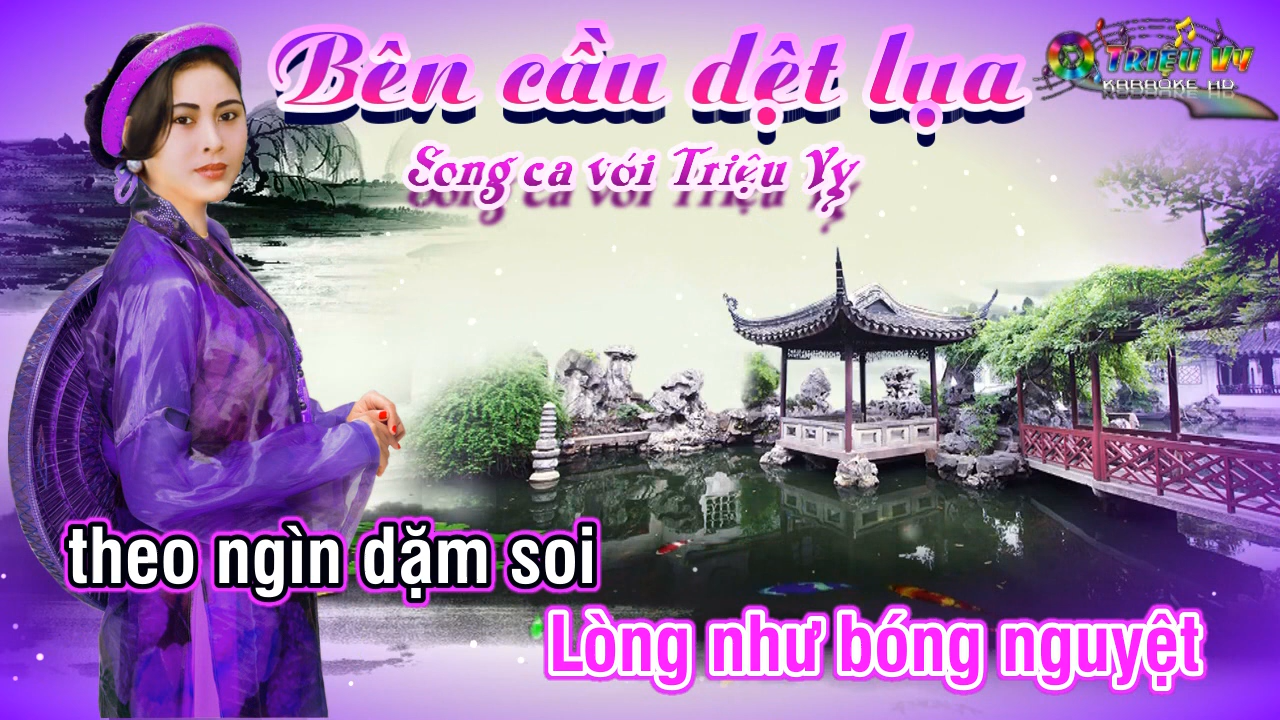 Bên cầu dệt lụa
TRIỆU VY
KARAOKE HD
Song ca với Triệu Vy
theo ngìn dặm soi
Lòng như bóng nguyệt